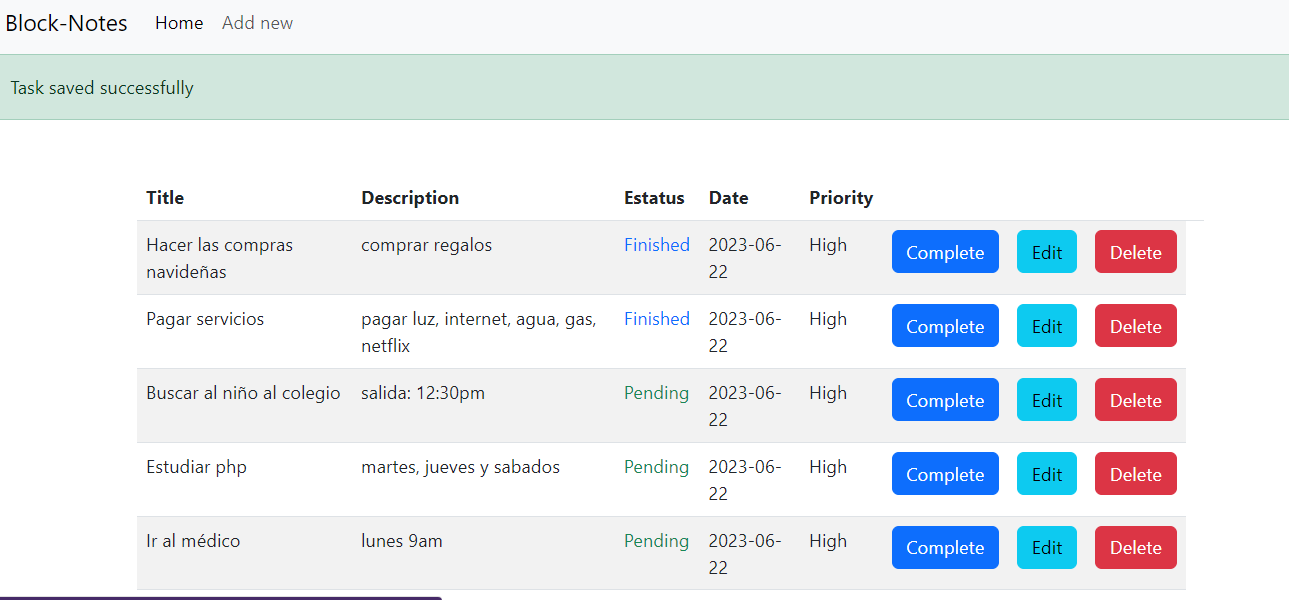 Block-Notes Home Add new
Task saved successfully
Title Description Estatus Date Priority
Hacer las compras comprar regalos Finished 2023-06- High Complete Edit Delete
navideñas 22
Pagar servicios pagar luz, internet, agua, gas, Finished 2023-06- High Complete Edit Delete
netflix 22
Buscar al niño al colegio salida: 12:30pm Pending 2023-06- High Complete Edit Delete
22
Estudiar php martes, jueves y sabados Pending 2023-06- High Complete Edit Delete
22
Ir al médico lunes 9am Pending 2023-06- High Complete Edit Delete
22